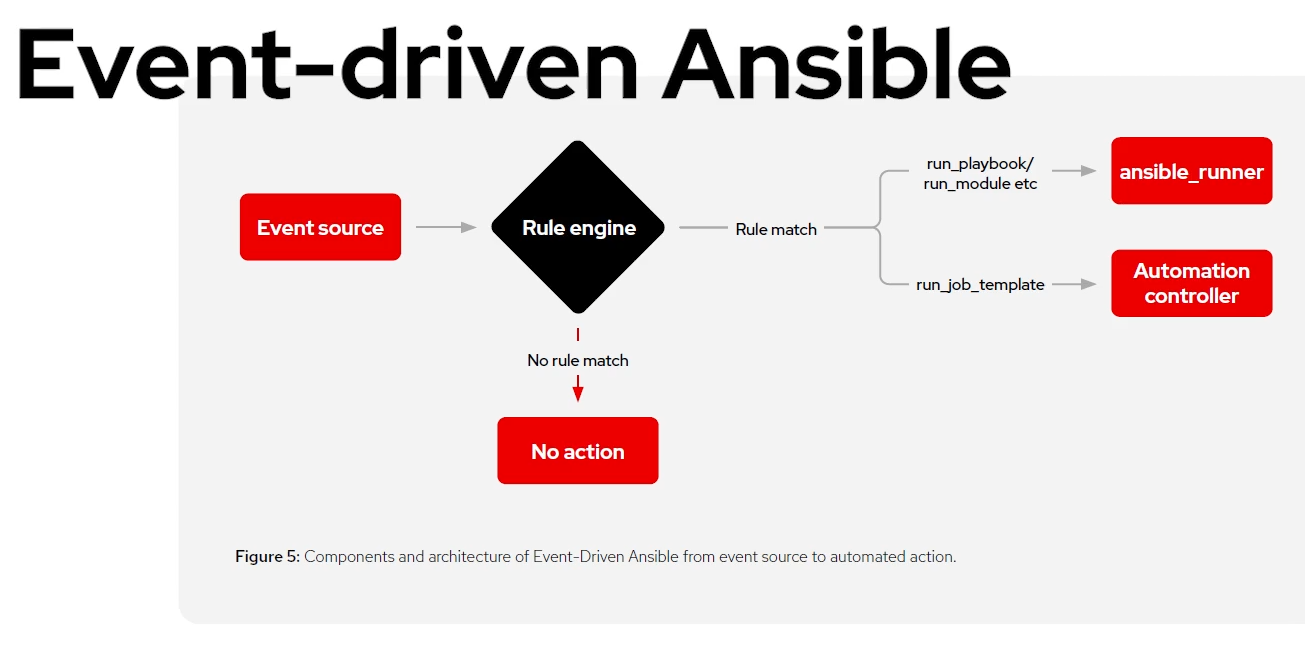 Event-driven Ansible
Event source
Rule engine
Rule match
run_playbook/
run_module etc
ansible_runner
run_job_template
Automation
controller
No rule match
No action
Figure 5: Components and architecture of Event-Driven Ansible from event source to automated action.